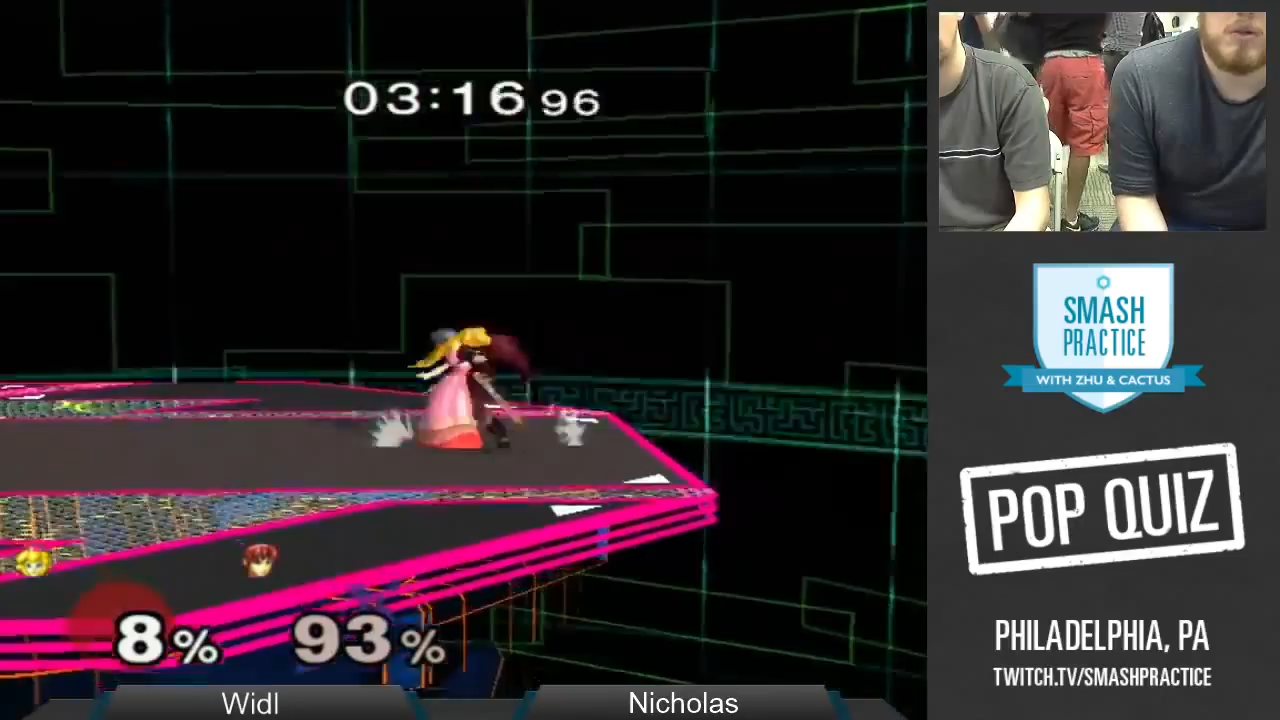 03:16 96
8%
93%
Widl
Nicholas
SMASH
PRACTICE
WITH ZHU & CACTUS
POP QUIZ
PHILADELPHIA, PA
TWITCH.TV/SMASHPRACTICE